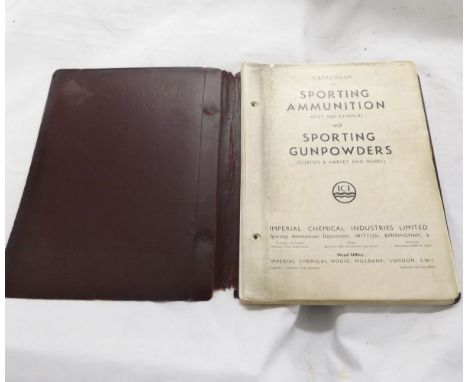 CATALOGUE
OF
SPORTING
AMMUNITION
(ELEY AND KYNOCH)
and
SPORTING
GUNPOWDERS
(CURTIS'S & HARVEY AND NOBEL)
ICI
IMPERIAL CHEMICAL INDUSTRIES LIMITED
Sporting Ammunition Department, WITTON, BIRMINGHAM, 6
Head Office:
IMPERIAL CHEMICAL HOUSE, MILLBANK, LONDON, S.W.1